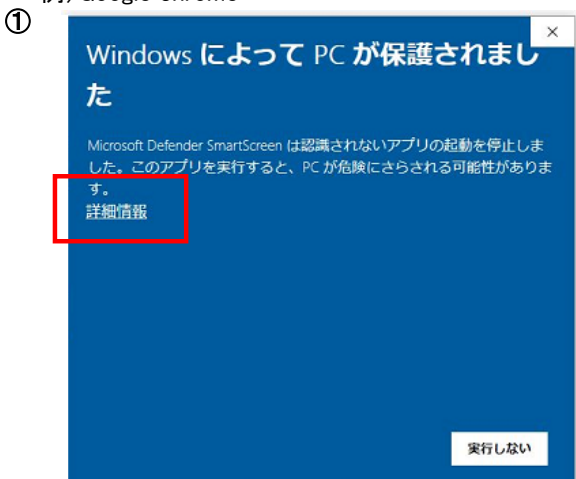 例) Google Chrome
①
Windows によって PC が保護されまし
た
Microsoft Defender SmartScreen は認識されないアプリの起動を停止しま
した。このアプリを実行すると、PC が危険にさらされる可能性がありま
す。
詳細情報
実行しない